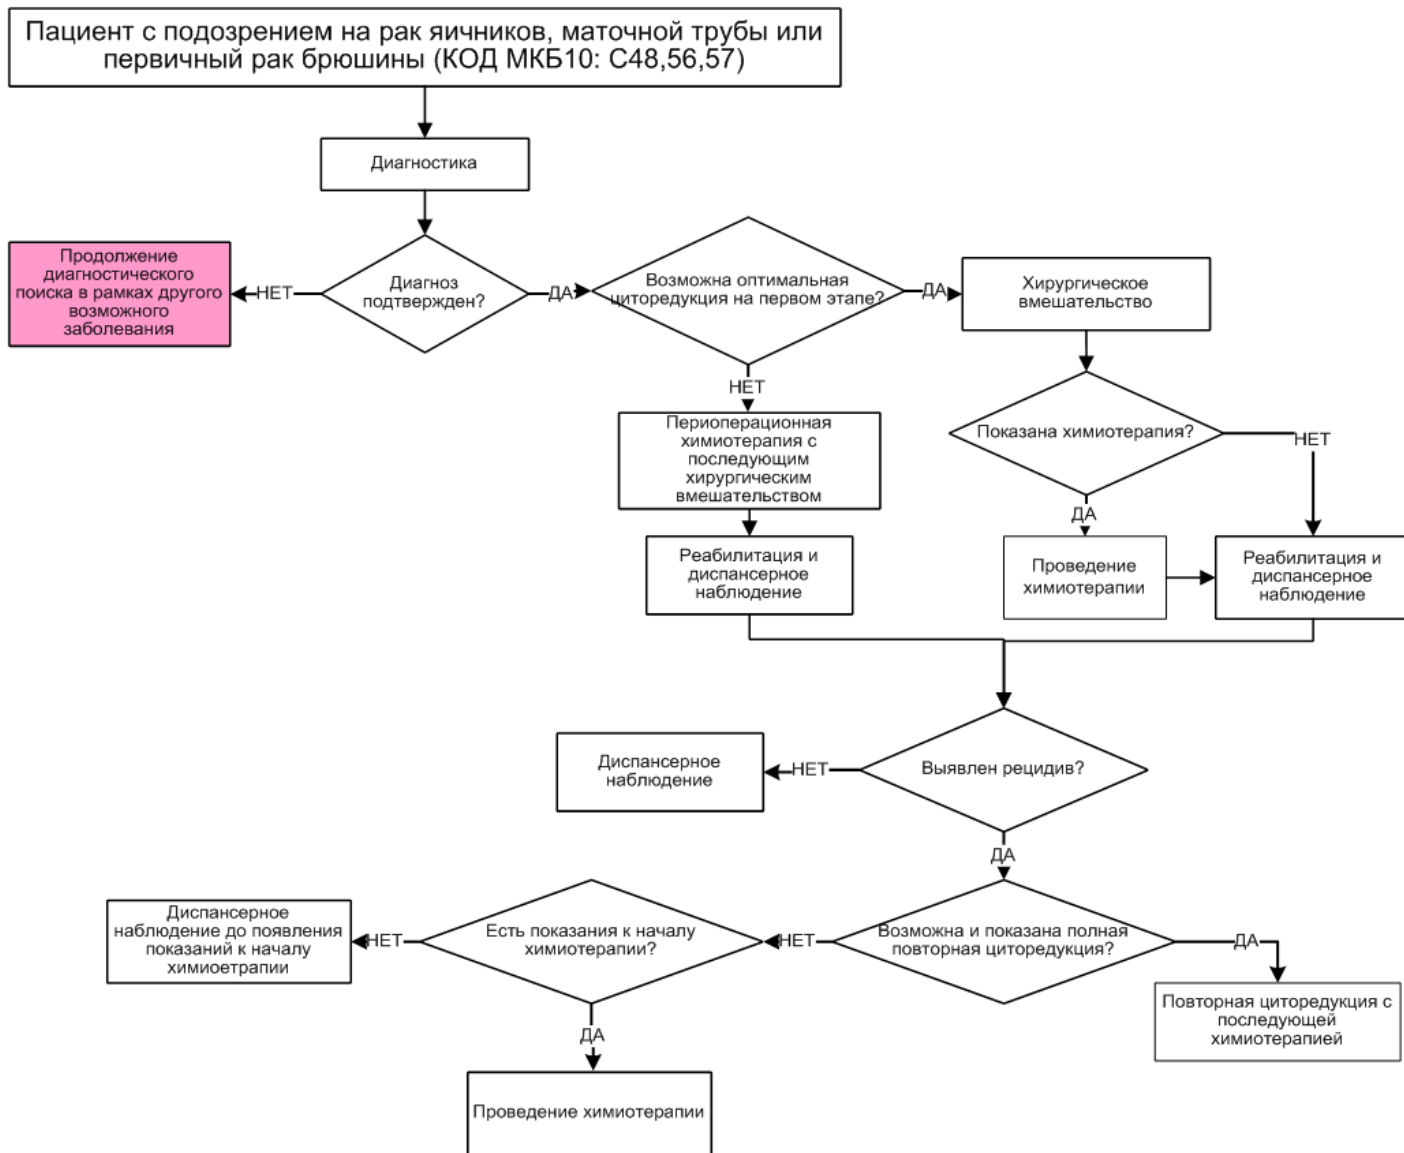 Пациент с подозрением на рак яичников, маточной трубы или
первичный рак брюшины (КОД МКБ10: С48,56,57)
Диагностика
Продолжение
диагностического
поиска в рамках другого
возможного
заболевания
НЕТ
Диагноз
подтвержден?
ДА
Возможна оптимальная
циторедукция на первом этапе?
ДА
Хирургическое
вмешательство
НЕТ
Периоперационная
химиотерапия с
последующим
хирургическим
вмешательством
Показана химиотерапия?
НЕТ
ДА
Реабилитация и
диспансерное
наблюдение
Проведение
химиотерапии
Реабилитация и
диспансерное
наблюдение
Диспансерное
наблюдение
НЕТ
Выявлен рецидив?
ДА
Диспансерное
наблюдение до появления
показаний к началу
химиоетрапии
НЕТ
Есть показания к началу
химиотерапии?
НЕТ
Возможна и показана полная
повторная циторедукция?
ДА
Повторная циторедукция с
последующей
химиотерапией
ДА
Проведение химиотерапии